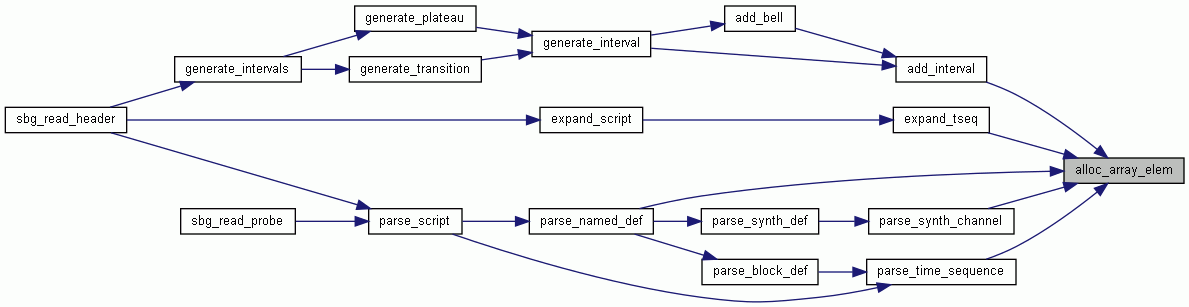 generate_plateau
add_bell
generate_interval
generate_intervals
generate_transition
add_interval
sbg_read_header
expand_script
expand_tseq
alloc_array_elem
sbg_read_probe
parse_script
parse_named_def
parse_synth_def
parse_synth_channel
parse_block_def
parse_time_sequence